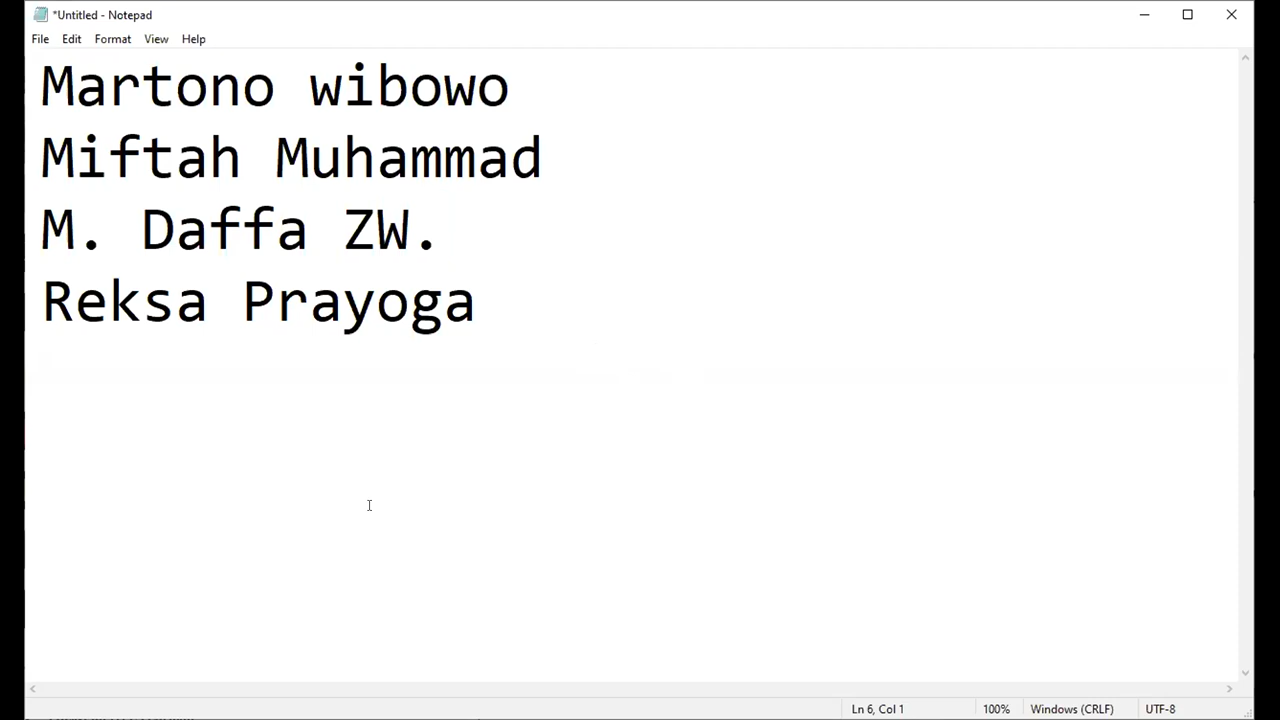 *Untitled - Notepad
File Edit Format View Help
Martono wibowo
Miftah Muhammad
M. Daffa ZW.
Reksa Prayoga
Ln 6, Col 1 100% Windows (CRLF) UTF-8